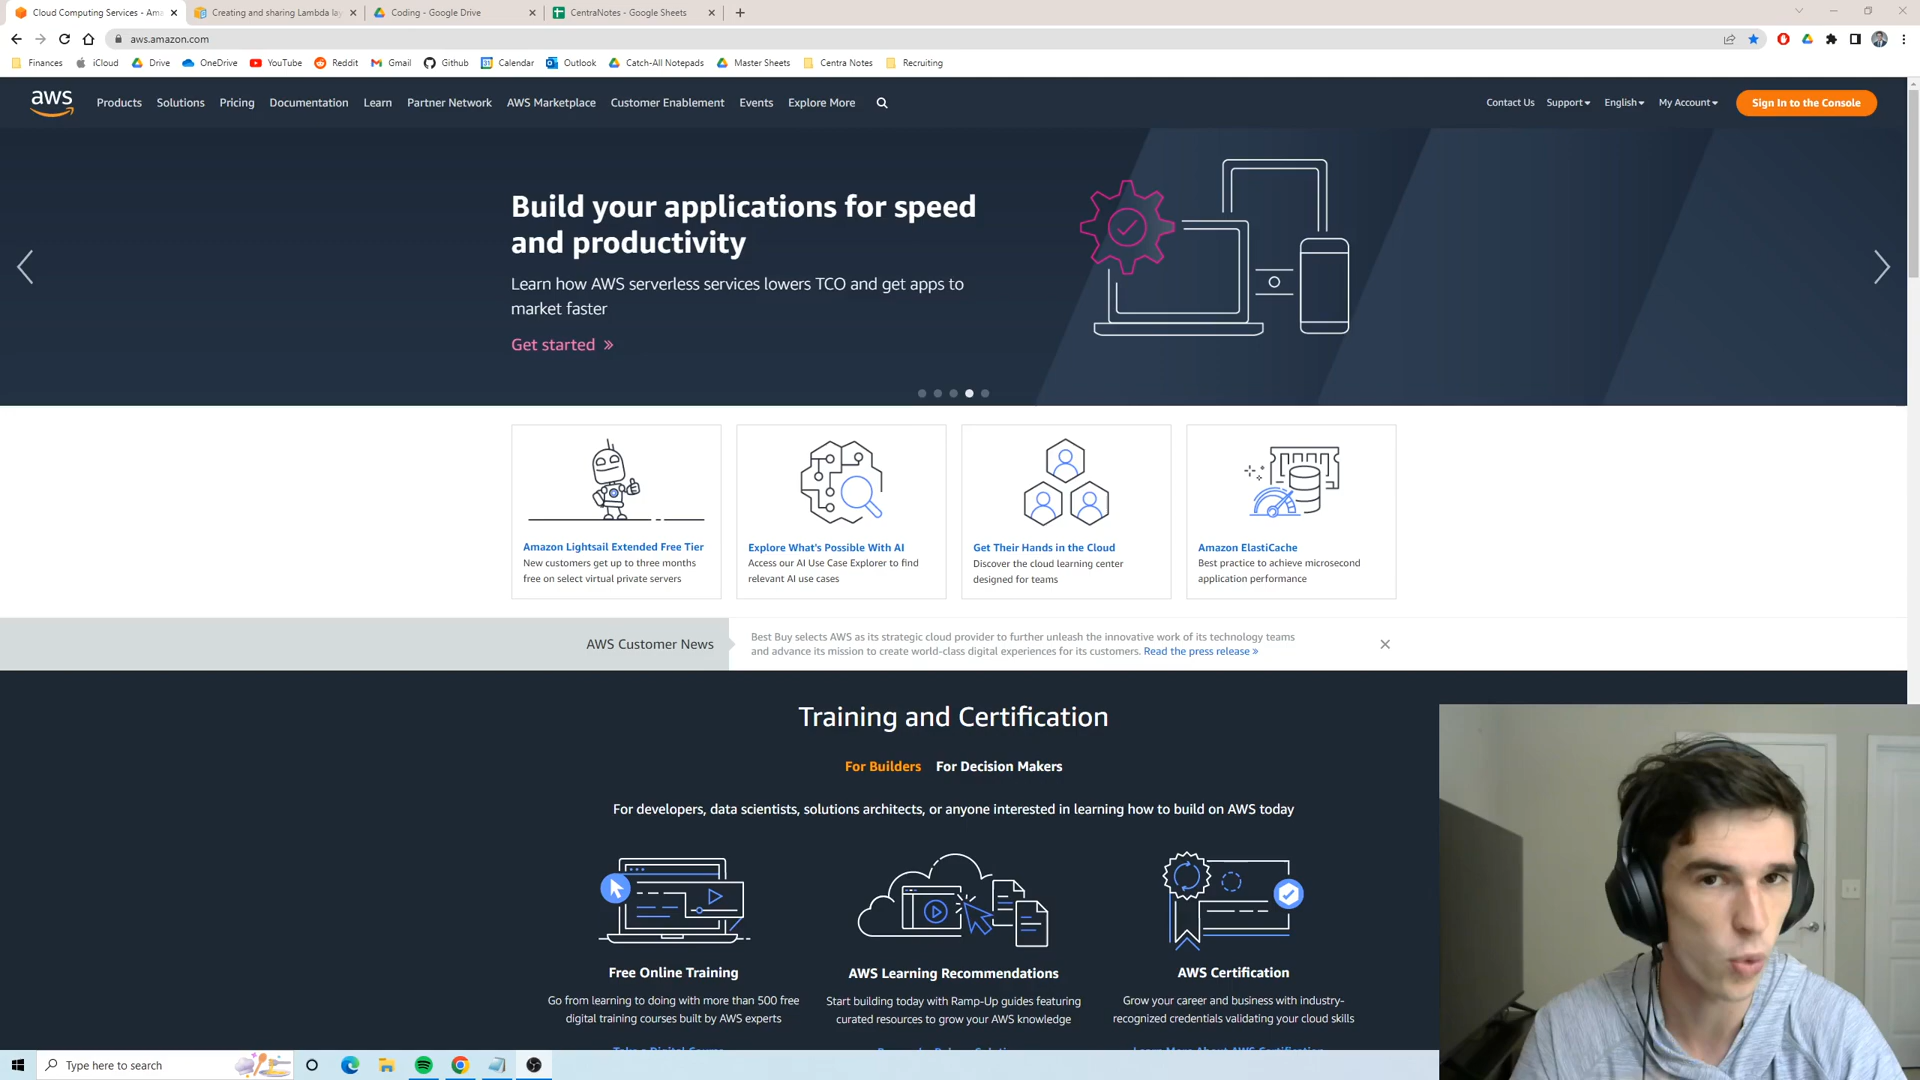 Cloud Computing Services - Ama
Creating and sharing Lambda lay
Coding - Google Drive
CentraNotes - Google Sheets
aws.amazon.com
Finances
iCloud
Drive
OneDrive
YouTube
Reddit
Gmail
Github
Calendar
Outlook
Catch-All Notepads
Master Sheets
Centra Notes
Recruiting
aws
Products
Solutions
Pricing
Documentation
Learn
Partner Network
AWS Marketplace
Customer Enablement
Events
Explore More
Contact Us
Support
English
My Account
Sign In to the Console
Build your applications for speed
and productivity
Learn how AWS serverless services lowers TCO and get apps to
market faster
Get started »
Amazon Lightsail Extended Free Tier
New customers get up to three months
free on select virtual private servers
Explore What's Possible With AI
Access our AI Use Case Explorer to find
relevant AI use cases
Get Their Hands in the Cloud
Discover the cloud learning center
designed for teams
Amazon ElastiCache
Best practice to achieve microsecond
application performance
AWS Customer News
Best Buy selects AWS as its strategic cloud provider to further unleash the innovative work of its technology teams
and advance its mission to create world-class digital experiences for its customers. Read the press release »
Training and Certification
For Builders
For Decision Makers
For developers, data scientists, solutions architects, or anyone interested in learning how to build on AWS today
Free Online Training
Go from learning to doing with more than 500 free
digital training courses built by AWS experts
AWS Learning Recommendations
Start building today with Ramp-Up guides featuring
curated resources to grow your AWS knowledge
AWS Certification
Grow your career and business with industry-
recognized credentials validating your cloud skills
Type here to search